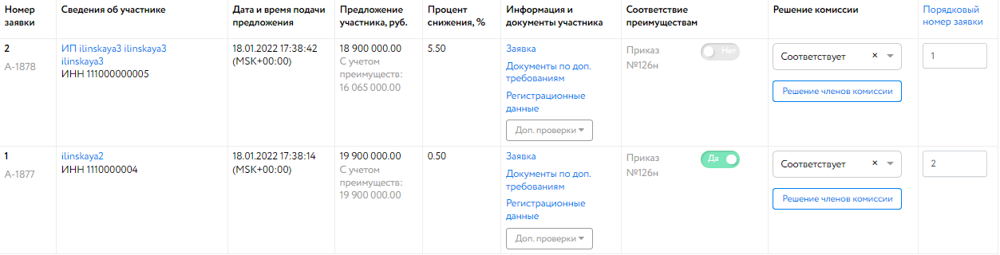 Номер заявки
Сведения об участнике
Дата и время подачи предложения
Предложение участника, руб.
Процент снижения, %
Информация и документы участника
Соответствие преимуществам
Решение комиссии
Порядковый номер заявки
2
А-1878
ИП ilinskaya3 ilinskaya3
ilinskaya3
ИНН 111000000005
18.01.2022 17:38:42
(MSK+00:00)
18 900 000.00
С учетом
преимуществ:
16 065 000.00
5.50
Заявка
Документы по доп.
требованиям
Регистрационные
данные
Доп. проверки
Приказ
№126н
Нет
Соответствует ×
Решение членов комиссии
1
1
А-1877
ilinskaya2
ИНН 1110000004
18.01.2022 17:38:14
(MSK+00:00)
19 900 000.00
С учетом
преимуществ:
19 900 000.00
0.50
Заявка
Документы по доп.
требованиям
Регистрационные
данные
Доп. проверки
Приказ
№126н
Да
Соответствует ×
Решение членов комиссии
2